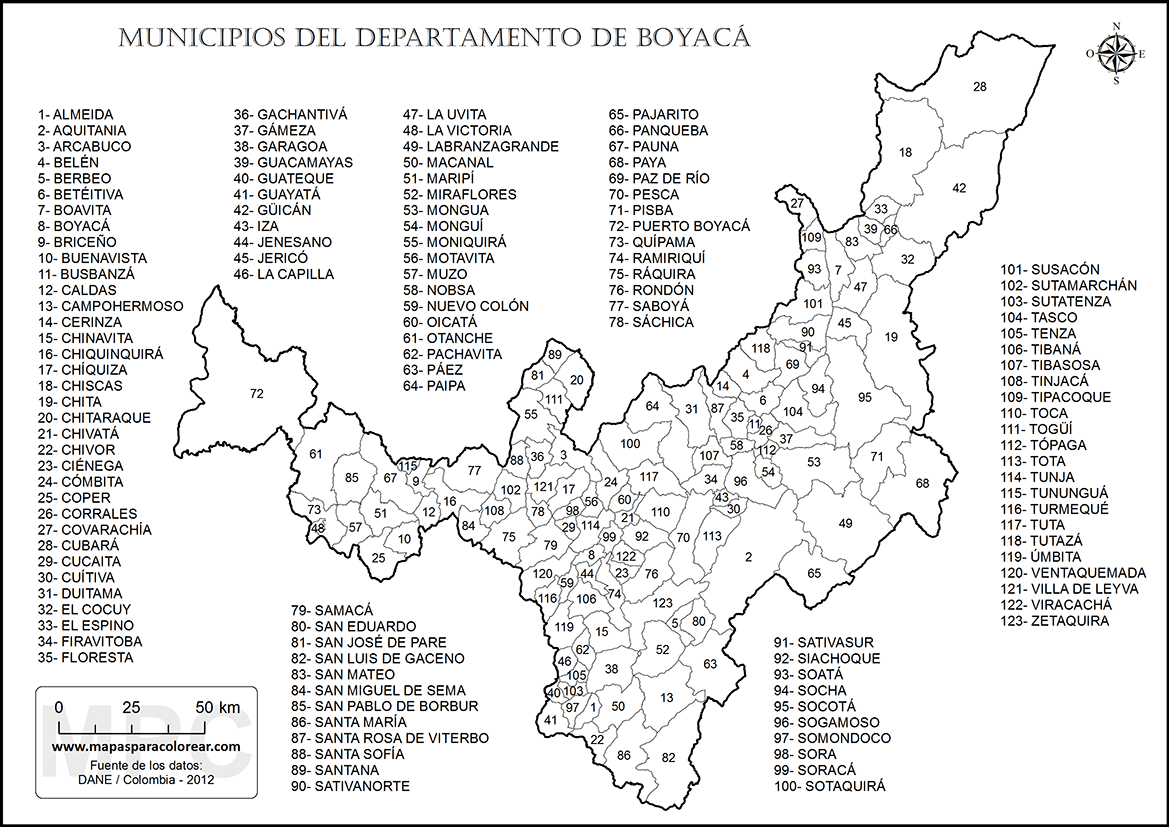 MUNICIPIOS DEL DEPARTAMENTO DE BOYACÁ
N
O
E
S
1- ALMEIDA
2- AQUITANIA
3- ARCABUCO
4- BELÉN
5- BERBEO
6- BETÉITIVA
7- BOAVITA
8- BOYACÁ
9- BRICEÑO
10- BUENAVISTA
11- BUSBANZÁ
12- CALDAS
13- CAMPOHERMOSO
14- CERINZA
15- CHINAVITA
16- CHIQUINQUIRÁ
17- CHÍQUIZA
18- CHISCAS
19- CHITA
20- CHITARAQUE
21- CHIVATÁ
22- CHIVOR
23- CIÉNEGA
24- CÓMBITA
25- COPER
26- CORRALES
27- COVARACHÍA
28- CUBARÁ
29- CUCAITA
30- CUÍTIVA
31- DUITAMA
32- EL COCUY
33- EL ESPINO
34- FIRAVITOBA
35- FLORESTA
36- GACHANTIVÁ
37- GÁMEZA
38- GARAGOA
39- GUACAMAYAS
40- GUATEQUE
41- GUAYATÁ
42- GÜICÁN
43- IZA
44- JENESANO
45- JERICÓ
46- LA CAPILLA
47- LA UVITA
48- LA VICTORIA
49- LABRANZAGRANDE
50- MACANAL
51- MARIPÍ
52- MIRAFLORES
53- MONGUA
54- MONGUÍ
55- MONIQUIRÁ
56- MOTAVITA
57- MUZO
58- NOBSA
59- NUEVO COLÓN
60- OICATÁ
61- OTANCHE
62- PACHAVITA
63- PÁEZ
64- PAIPA
65- PAJARITO
66- PANQUEBA
67- PAUNA
68- PAYA
69- PAZ DE RÍO
70- PESCA
71- PISBA
72- PUERTO BOYACÁ
73- QUÍPAMA
74- RAMIRIQUÍ
75- RÁQUIRA
76- RONDÓN
77- SABOYÁ
78- SÁCHICA
79- SAMACÁ
80- SAN EDUARDO
81- SAN JOSÉ DE PARE
82- SAN LUIS DE GACENO
83- SAN MATEO
84- SAN MIGUEL DE SEMA
85- SAN PABLO DE BORBUR
86- SANTA MARÍA
87- SANTA ROSA DE VITERBO
88- SANTA SOFÍA
89- SANTANA
90- SATIVANORTE
91- SATIVASUR
92- SIACHOQUE
93- SOATÁ
94- SOCHA
95- SOCOTÁ
96- SOGAMOSO
97- SOMONDOCO
98- SORA
99- SORACÁ
100- SOTAQUIRÁ
101- SUSACÓN
102- SUTAMARCHÁN
103- SUTATENZA
104- TASCO
105- TENZA
106- TIBANÁ
107- TIBASOSA
108- TINJACÁ
109- TIPACOQUE
110- TOCA
111- TOGÜÍ
112- TÓPAGA
113- TOTA
114- TUNJA
115- TUNUNGUÁ
116- TURMEQUÉ
117- TUTA
118- TUTAZÁ
119- ÚMBITA
120- VENTAQUEMADA
121- VILLA DE LEYVA
122- VIRACACHÁ
123- ZETAQUIRA
28
18
42
27
33
39
66
109
83
32
93
7
47
101
45
19
90
91
118
69
89
81
20
4
14
94
95
72
111
6
64
31
87
104
55
35
11
26
100
58
37
112
61
36
3
107
53
71
88
115
77
54
85
67
9
34
96
68
117
24
102
121
17
16
43
30
60
56
73
51
12
108
78
98
110
49
21
48
57
84
29
114
10
75
99
92
70
113
79
25
8
122
2
120
44
23
76
65
59
74
116
106
123
119
15
5
80
62
52
46
38
63
105
40
103
13
97
1
50
41
22
86
82
MPC
0 25 50 km
www.mapasparacolorear.com
Fuente de los datos:
DANE / Colombia - 2012